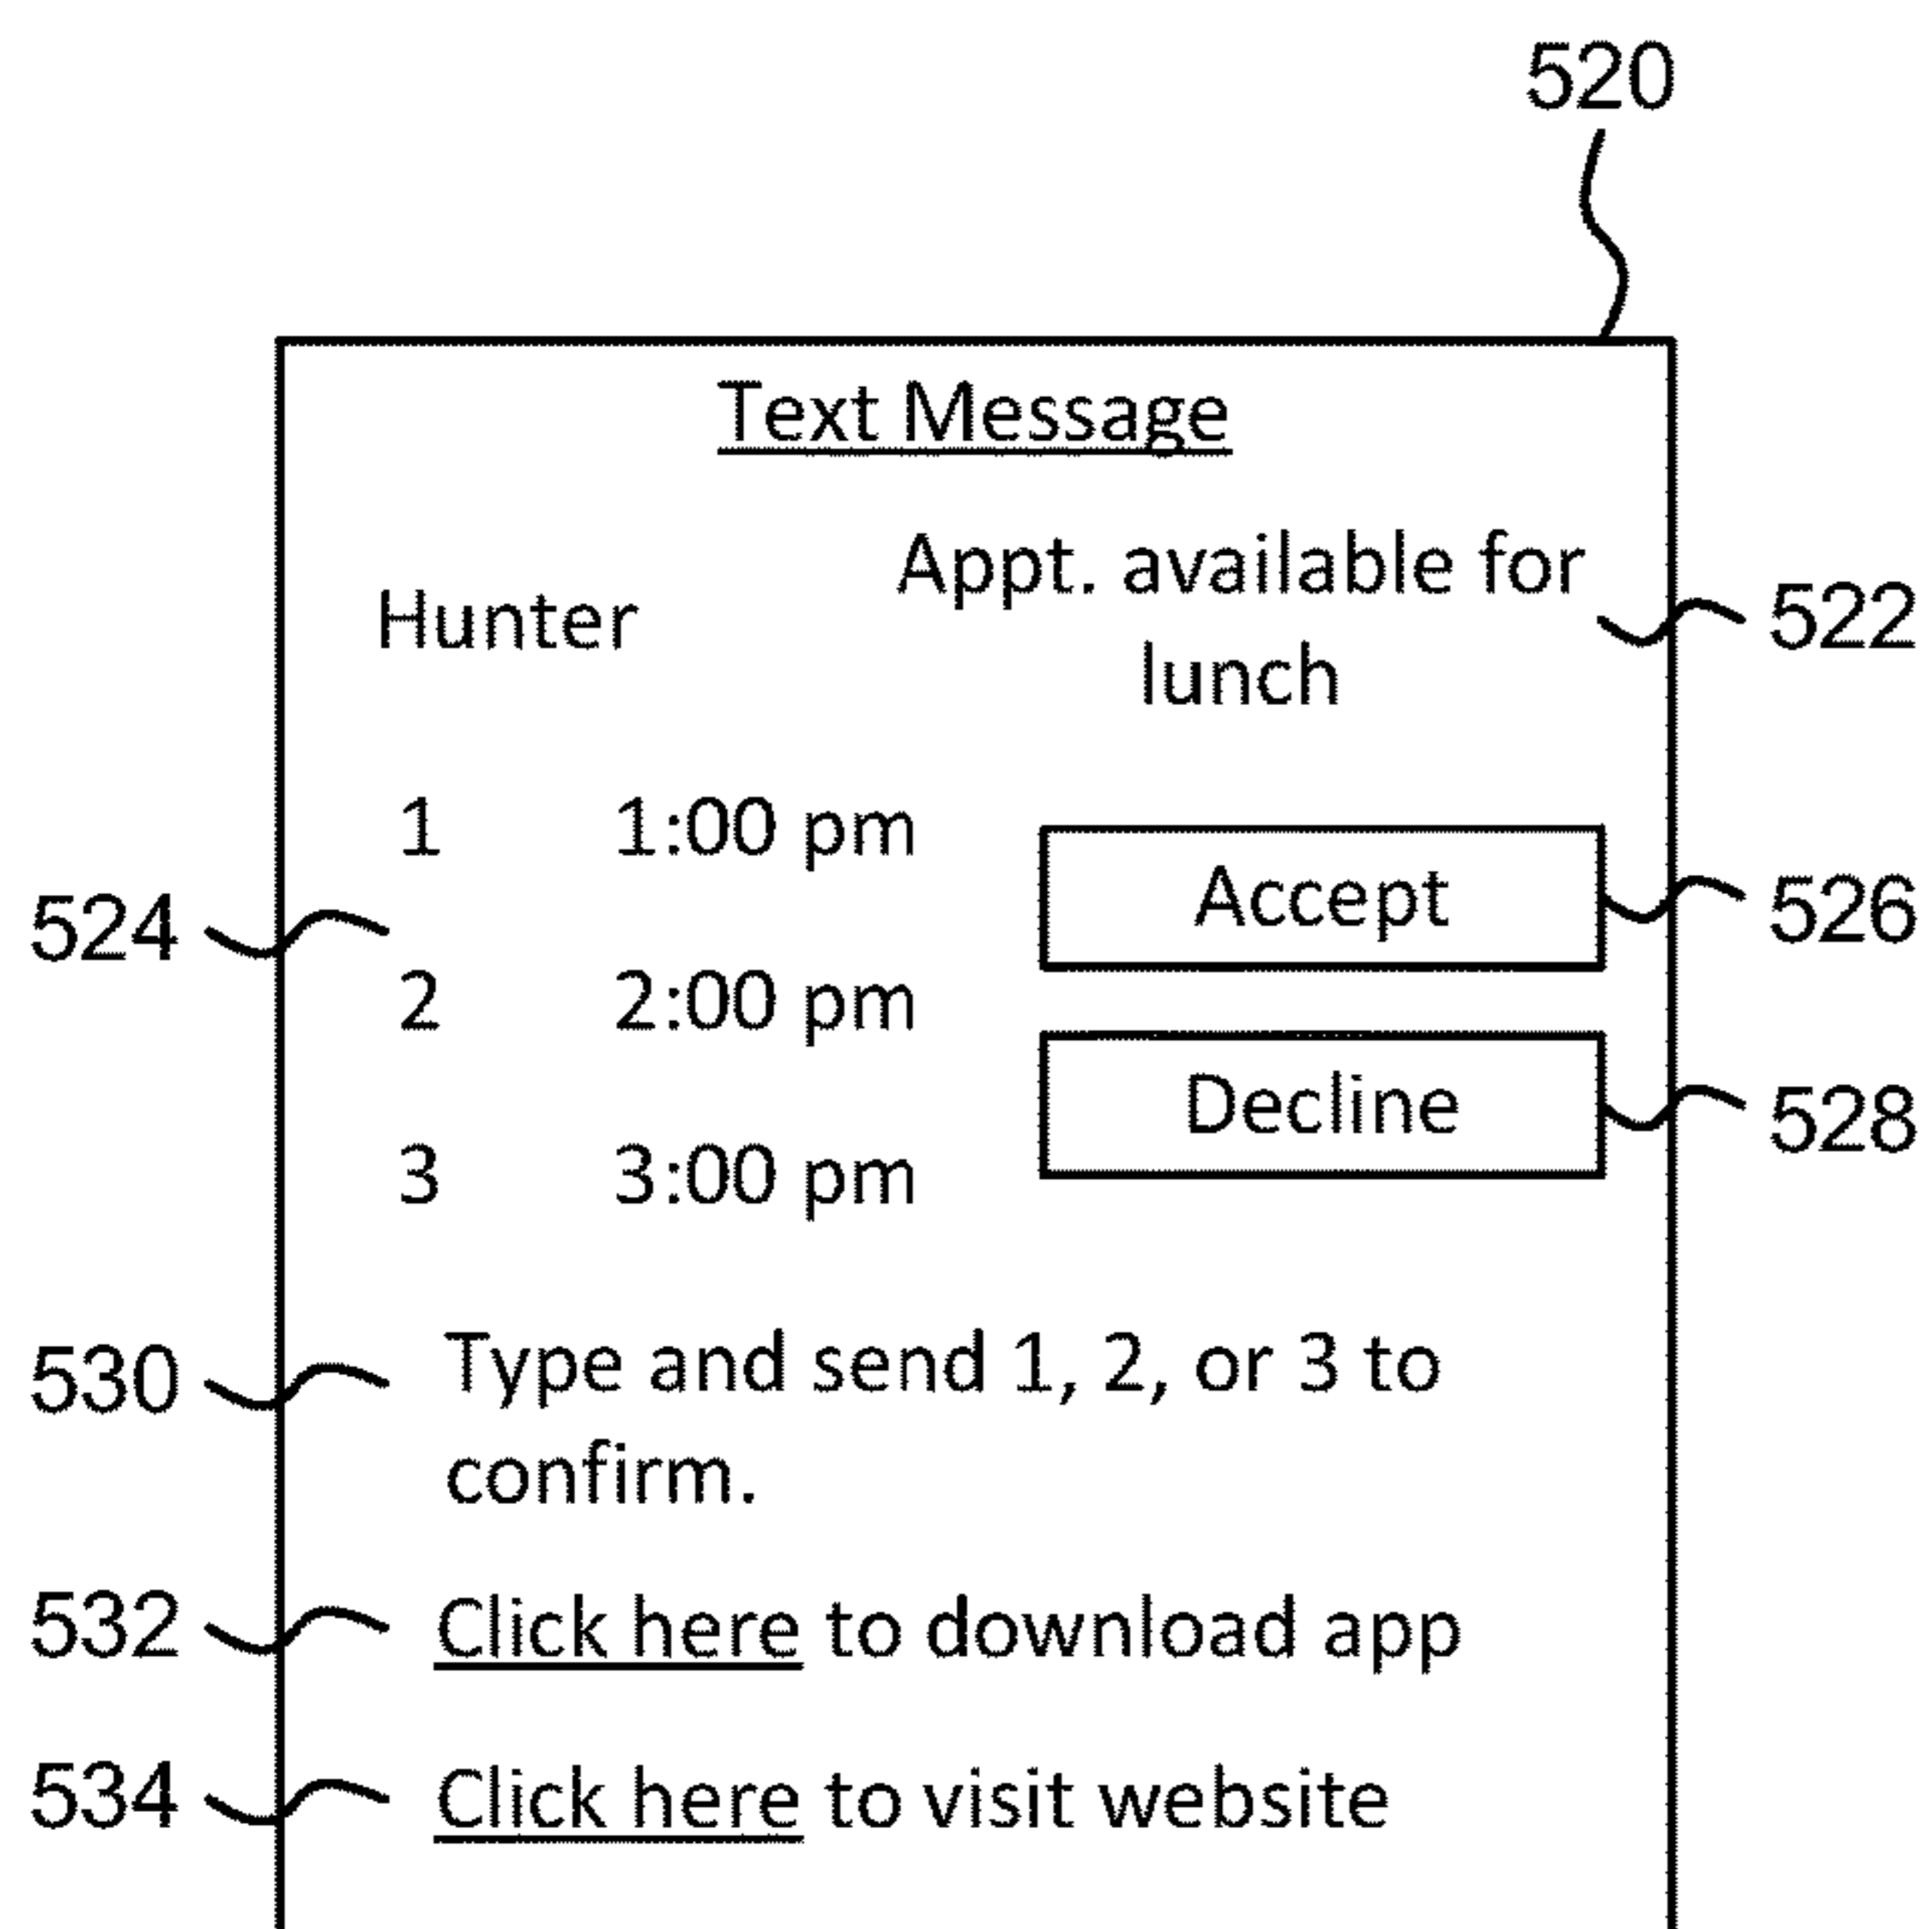 520
Text Message
Hunter
Appt. available for
lunch
522
1 1:00 pm
Accept
526
524
2 2:00 pm
Decline
528
3 3:00 pm
530
Type and send 1, 2, or 3 to
confirm.
532
Click here to download app
534
Click here to visit website